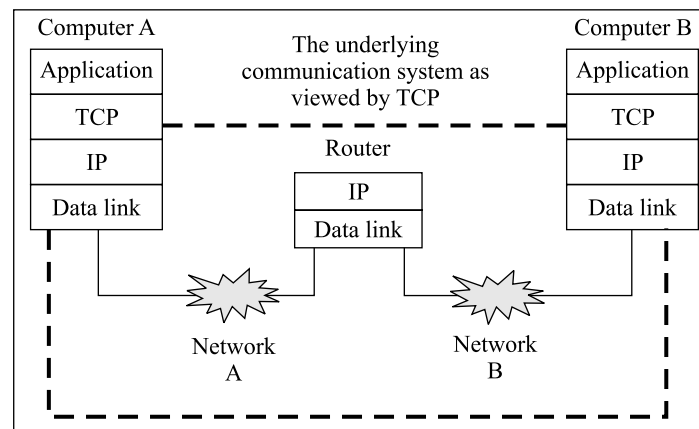 Computer A
Application
TCP
IP
Data link
The underlying
communication system as
viewed by TCP
Computer B
Application
TCP
IP
Data link
Router
IP
Data link
Network
A
Network
B